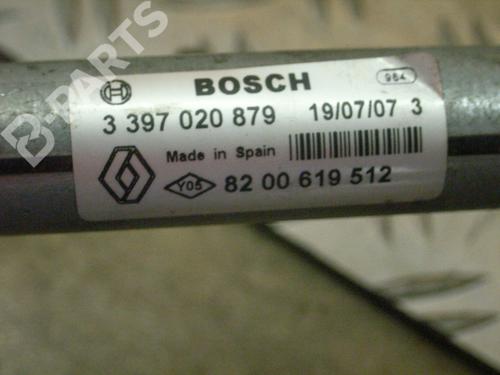 B-PARTS
BOSCH 984
3 397 020 879 19/07/07 3
Made in Spain
Y05 82 00 619 512